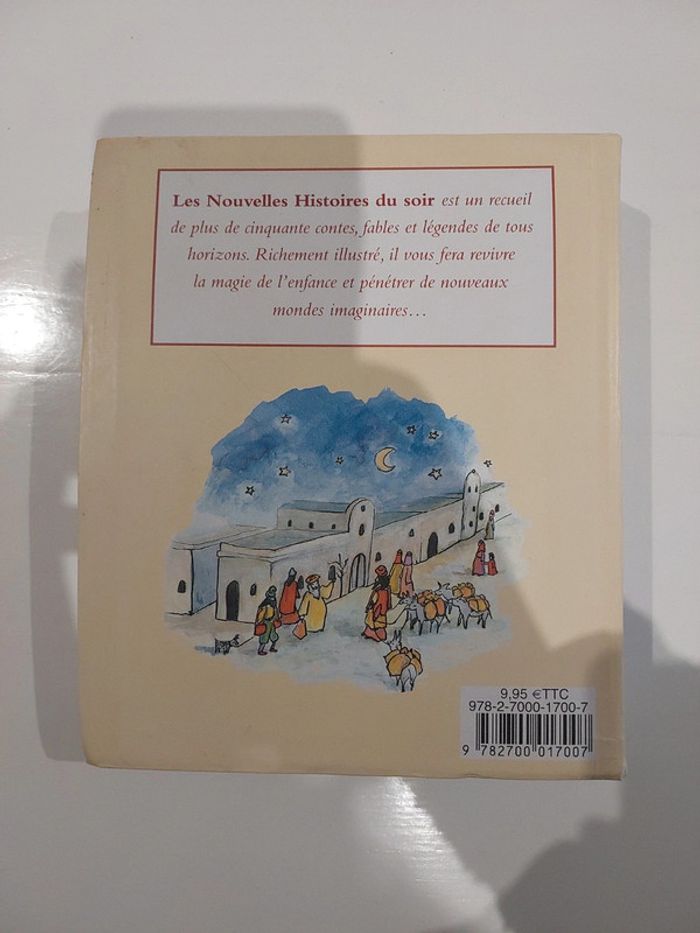 Les Nouvelles Histoires du soir est un recueil
de plus de cinquante contes, fables et légendes de tous
horizons. Richement illustré, il vous fera revivre
la magie de l'enfance et pénétrer de nouveaux
mondes imaginaires…
9,95 €TTC
978-2-7000-1700-7
9 782700 017007